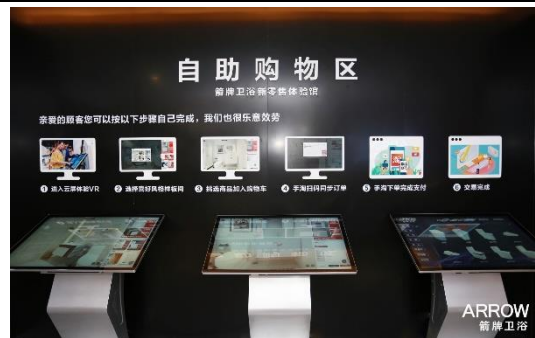 自助购物区
箭牌卫浴新零售体验馆
亲爱的顾客您可以按以下步骤自己完成，我们也很乐意效劳
① 进入云屏体验VR
② 选择喜好风格样板间
③ 挑选商品加入购物车
④ 手淘扫码同步订单
⑤ 手淘下单完成支付
⑥ 交易完成
ARROW
箭牌卫浴